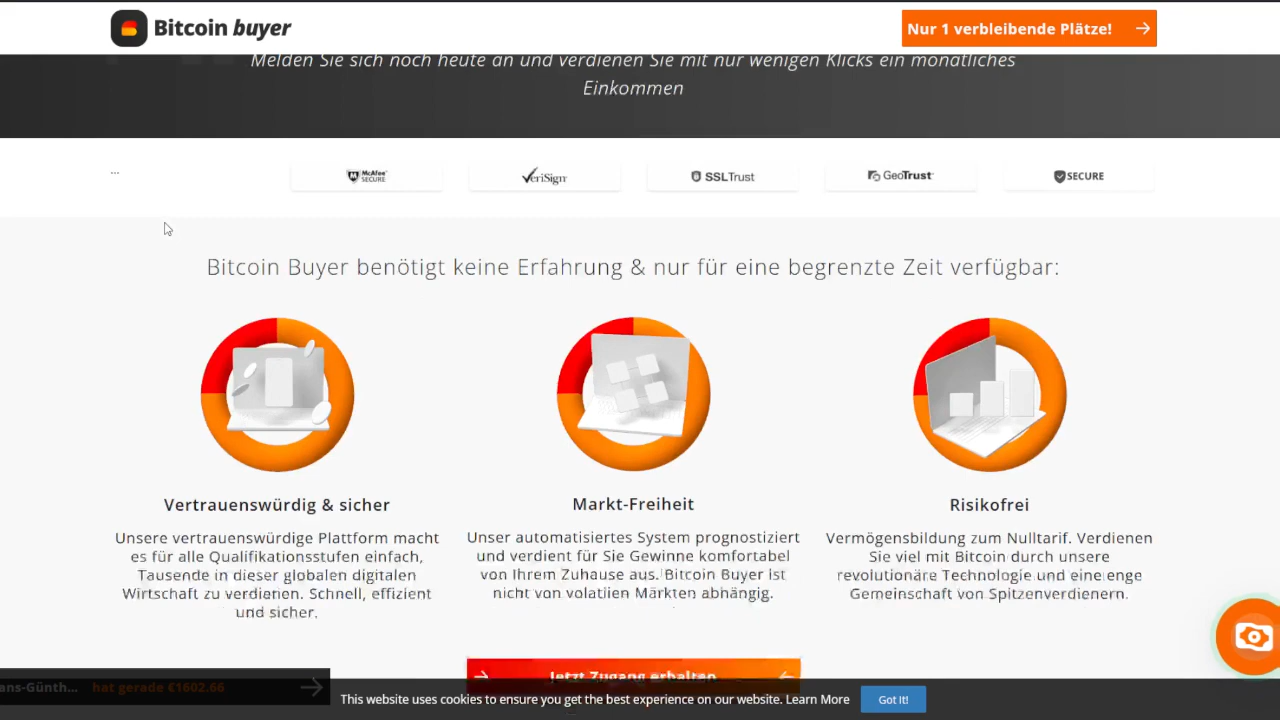 Bitcoin buyer
Nur 1 verbleibende Plätze!
Melden Sie sich noch heute an und verdienen Sie mit nur wenigen Klicks ein monatliches
Einkommen
...
McAfee
SECURE
VeriSign
SSLTrust
GeoTrust
SECURE
Bitcoin Buyer benötigt keine Erfahrung & nur für eine begrenzte Zeit verfügbar:
Vertrauenswürdig & sicher
Unsere vertrauenswürdige Plattform macht
es für alle Qualifikationsstufen einfach,
Tausende in dieser globalen digitalen
Wirtschaft zu verdienen. Schnell, effizient
und sicher.
Markt-Freiheit
Unser automatisiertes System prognostiziert
und verdient für Sie Gewinne komfortabel
von Ihrem Zuhause aus. Bitcoin Buyer ist
nicht von volatilen Märkten abhängig.
Risikofrei
Vermögensbildung zum Nulltarif. Verdienen
Sie viel mit Bitcoin durch unsere
revolutionäre Technologie und eine enge
Gemeinschaft von Spitzenverdienern.
Jetzt Zugang erhalten
ans-Günth... hat gerade €1602.66
This website uses cookies to ensure you get the best experience on our website. Learn More
Got It!